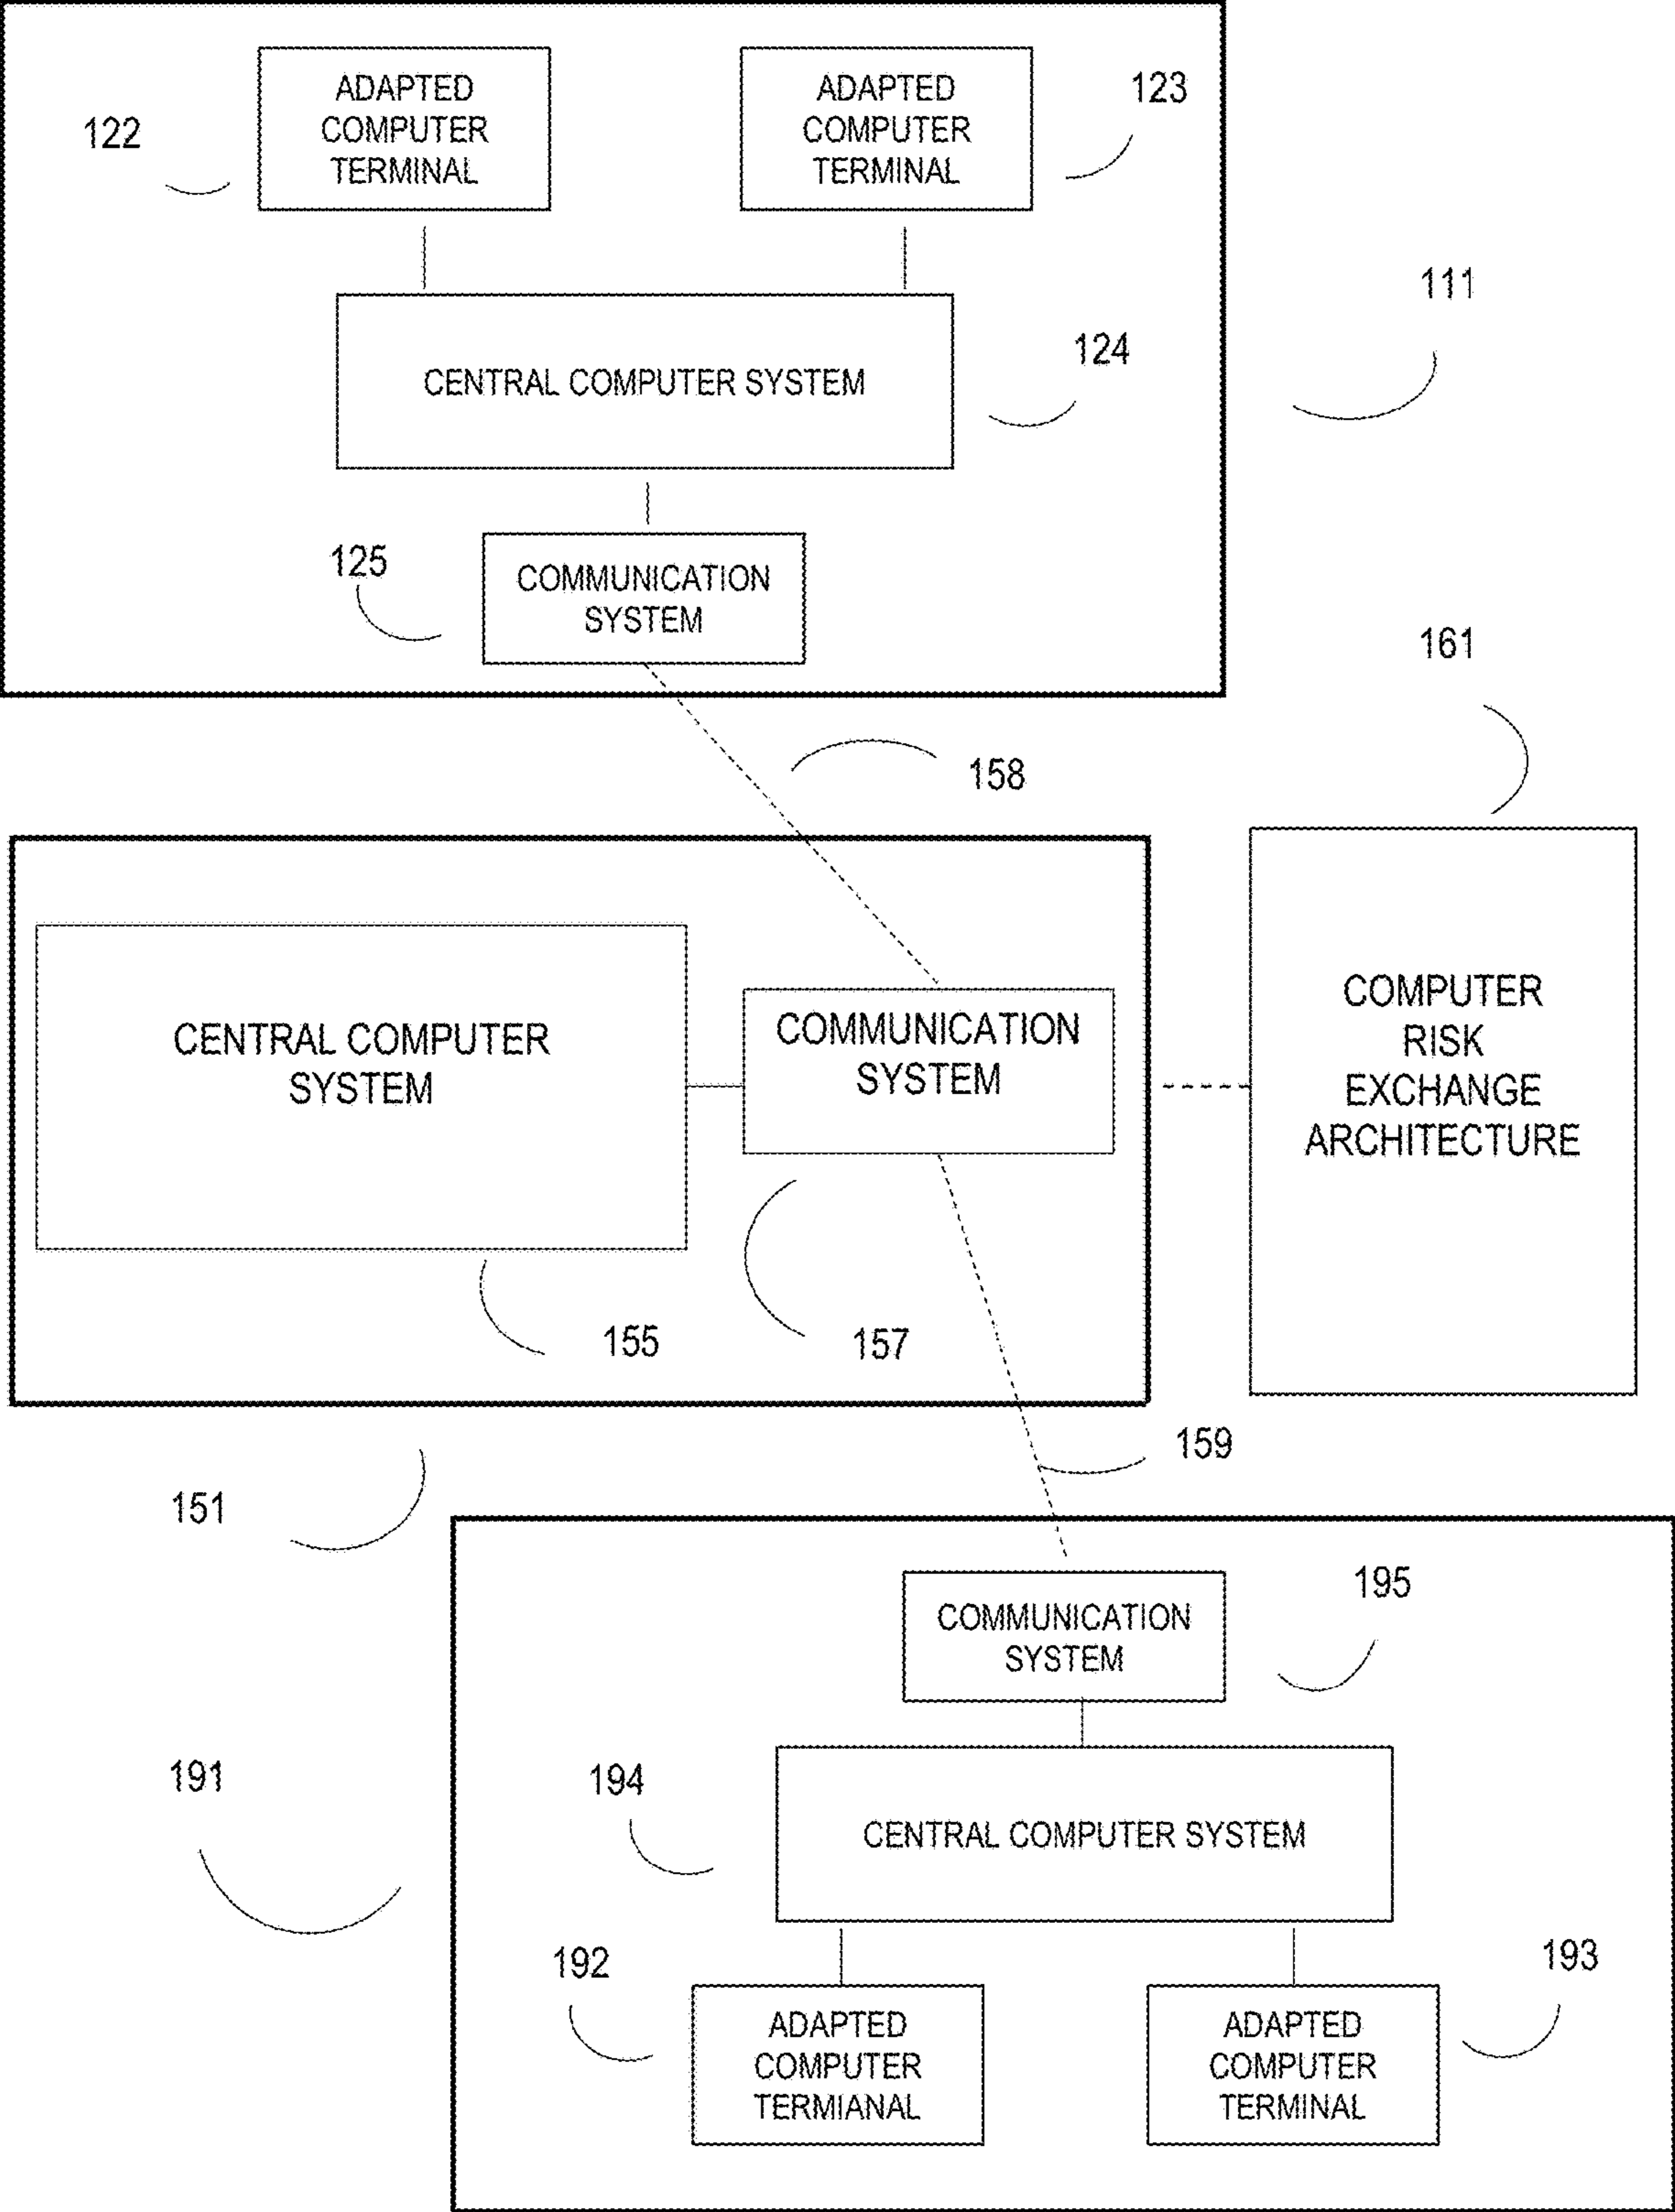 ADAPTED
COMPUTER
TERMINAL
ADAPTED
COMPUTER
TERMINAL
123
122
111
CENTRAL COMPUTER SYSTEM
124
125
COMMUNICATION
SYSTEM
161
158
CENTRAL COMPUTER
SYSTEM
COMMUNICATION
SYSTEM
COMPUTER
RISK
EXCHANGE
ARCHITECTURE
155
157
159
151
COMMUNICATION
SYSTEM
195
191
194
CENTRAL COMPUTER SYSTEM
192
193
ADAPTED
COMPUTER
TERMIANAL
ADAPTED
COMPUTER
TERMINAL